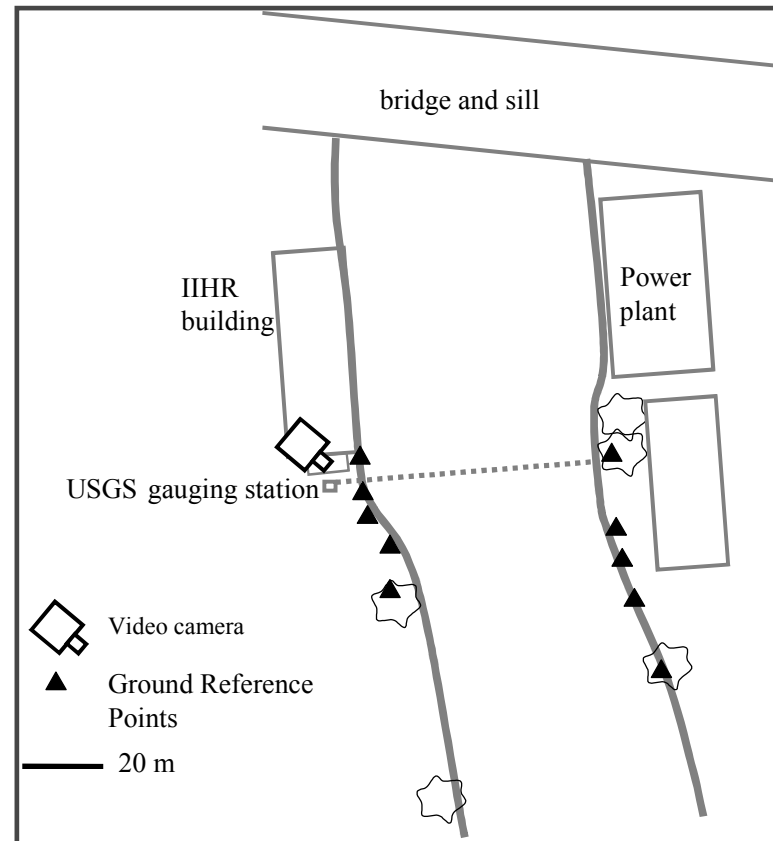 bridge and sill
IIHR
building
Power
plant
USGS gauging station
Video camera
Ground Reference
Points
20 m